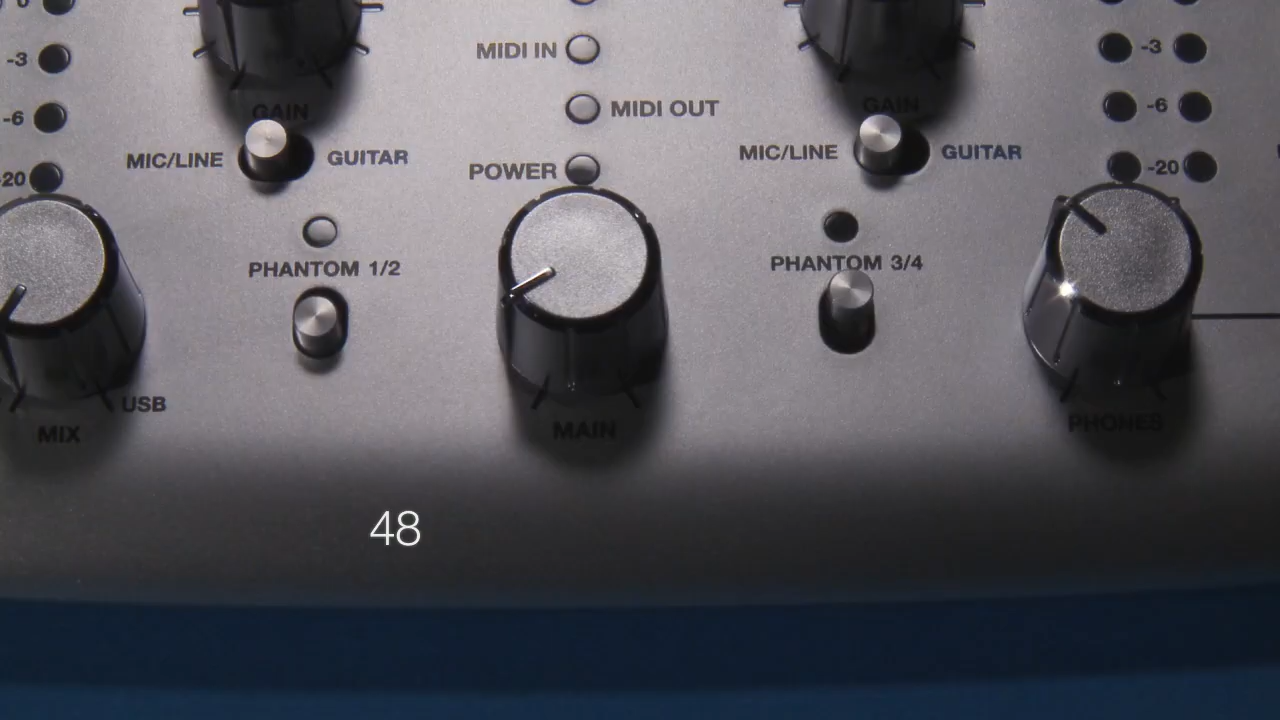 0
-3
-3
MIDI IN
-6
-6
MIDI OUT
GAIN
GAIN
MIC/LINE
GUITAR
MIC/LINE
GUITAR
-20
POWER
-20
PHANTOM 1/2
PHANTOM 3/4
USB
MIX
MAIN
PHONES
48